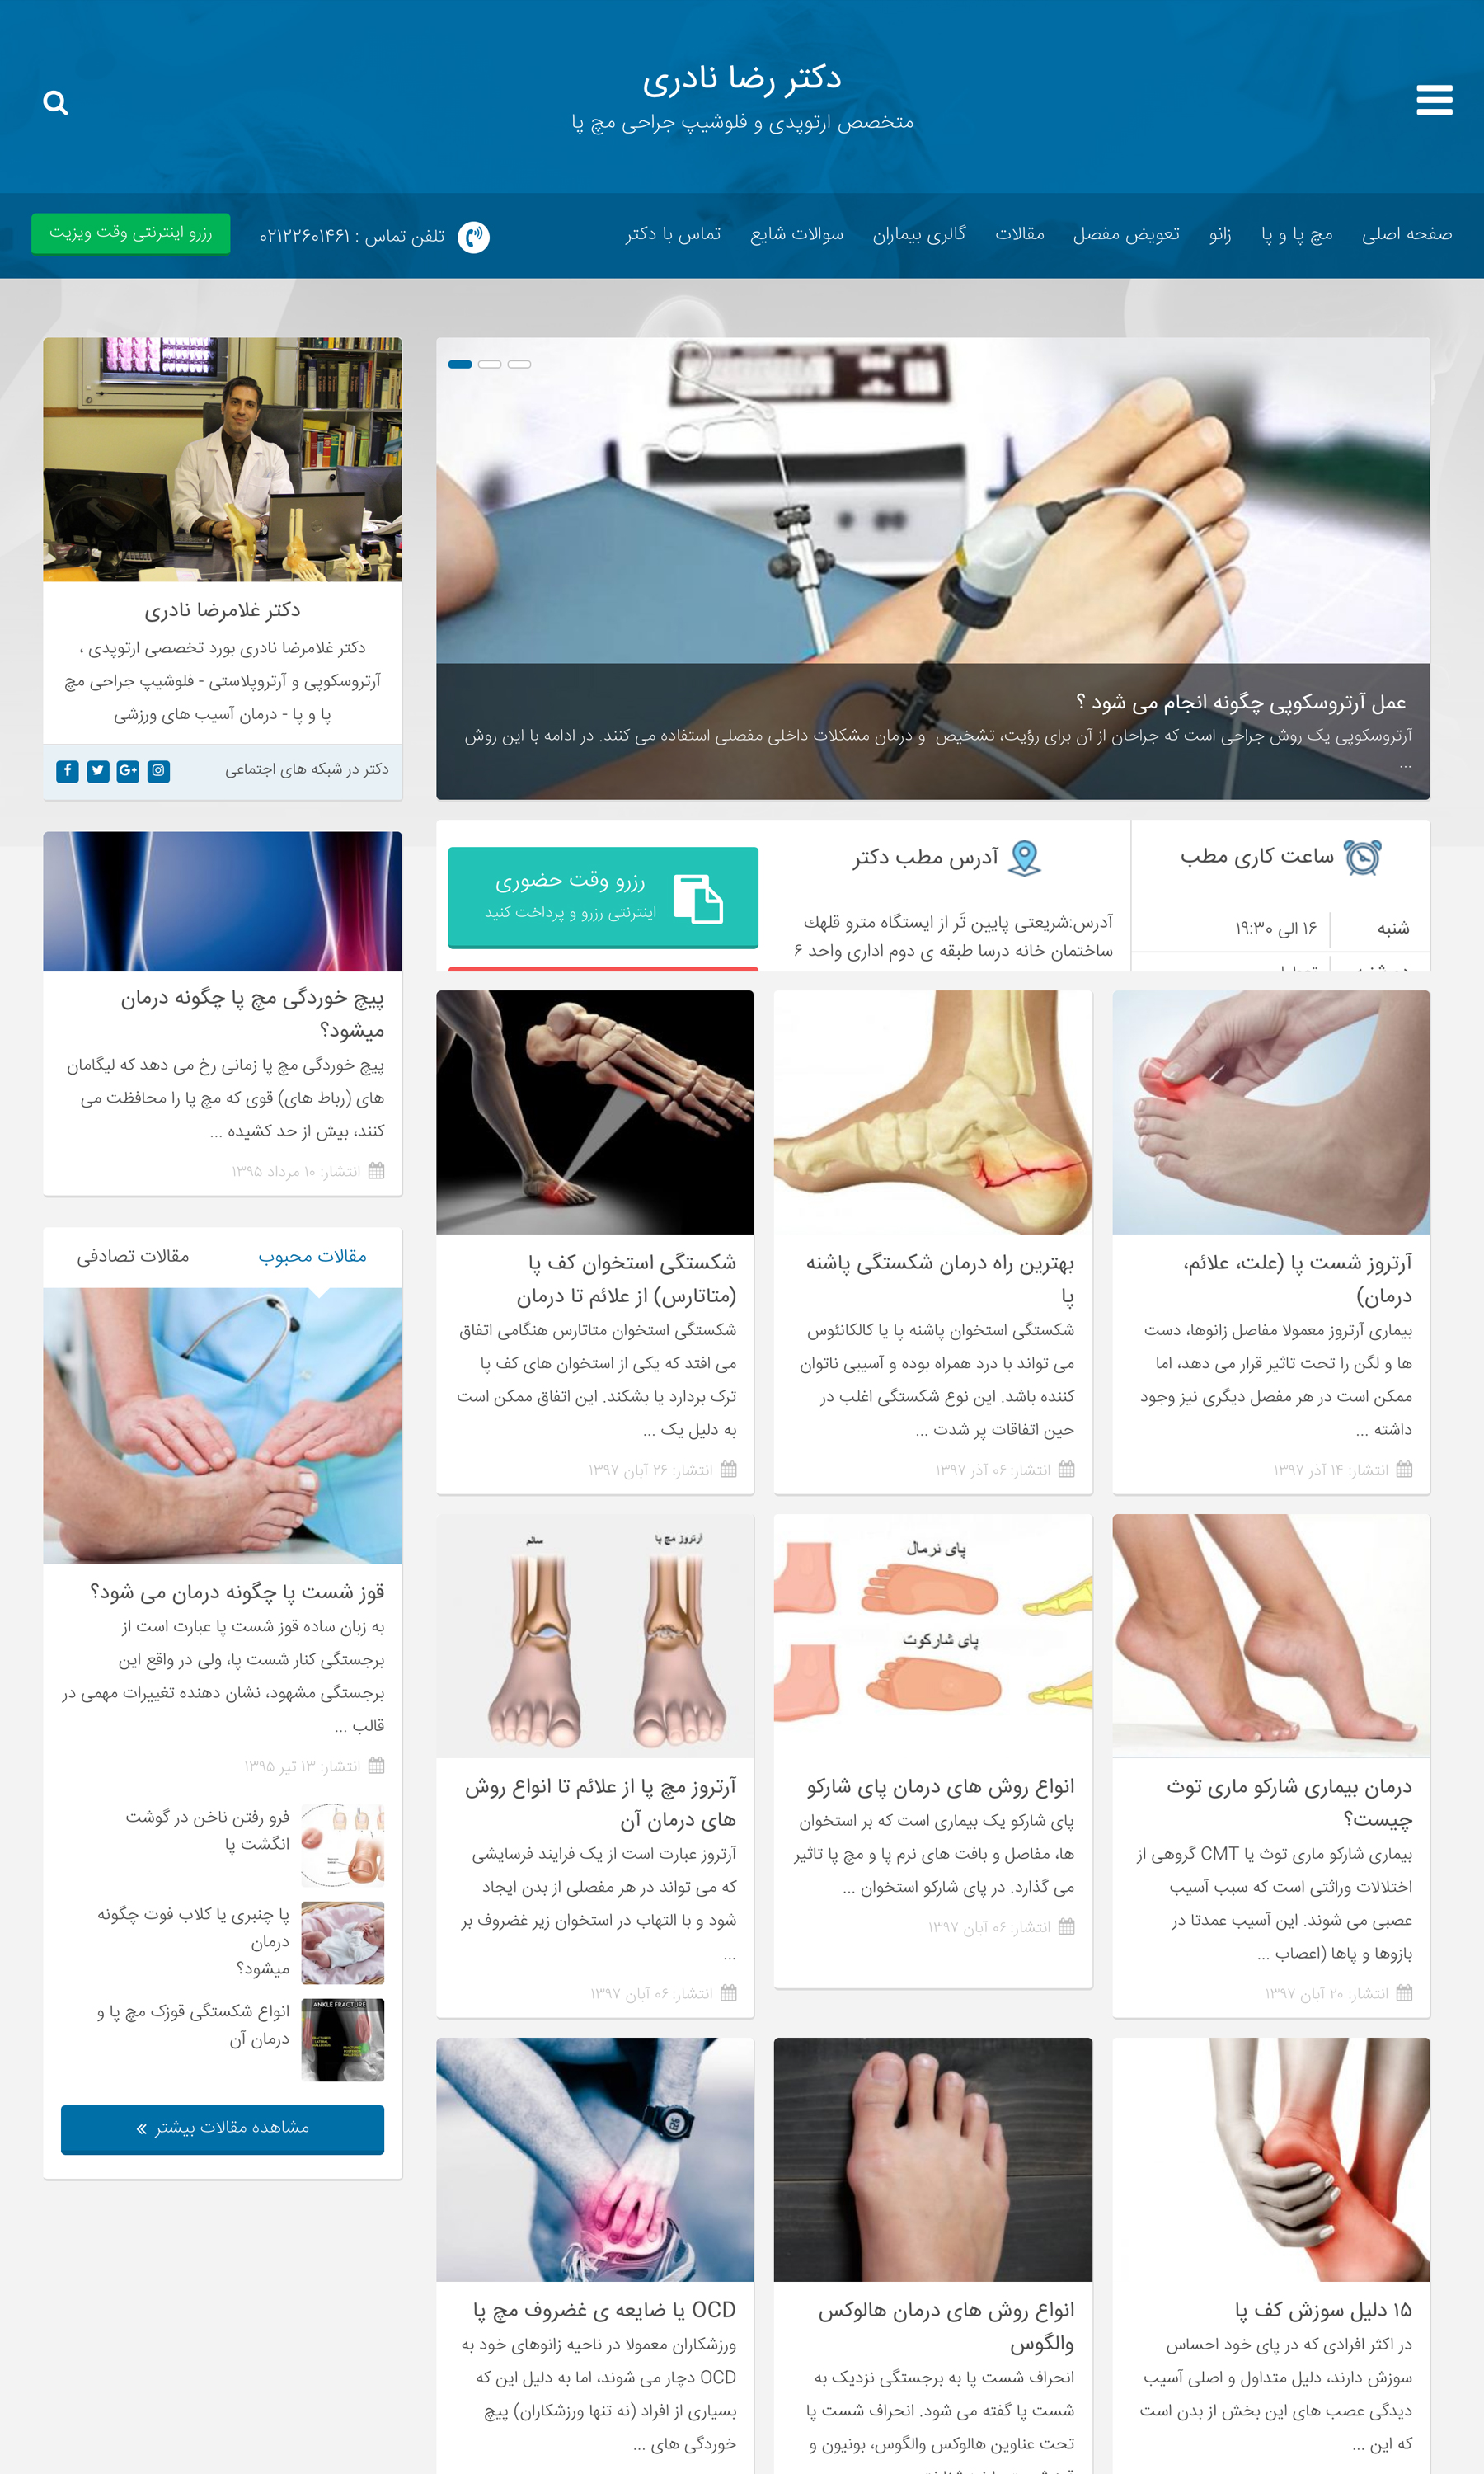 دکتر رضا نادری
متخصص ارتوپدی و فلوشیپ جراحی مچ پا
صفحه اصلی
مچ پا و پا
زانو
تعویض مفصل
مقالات
گالری بیماران
سوالات شایع
تماس با دکتر
تلفن تماس : ۰۲۱۲۲۶۰۱۴۶۱
رزرو اینترنتی وقت ویزیت
عمل آرتروسکوپی چگونه انجام می شود ؟
آرتروسکوپی یک روش جراحی است که جراحان از آن برای رؤیت، تشخیص و درمان مشکلات داخلی مفصلی استفاده می کنند. در ادامه با این روش
...
ساعت کاری مطب
شنبه
۱۶ الی ۱۹:۳۰
آدرس مطب دکتر
آدرس:شریعتی پایین تَر از ایستگاه مترو قلهك
ساختمان خانه درسا طبقه ی دوم اداری واحد ۶
رزرو وقت حضوری
اینترنتی رزرو و پرداخت کنید
آرتروز شست پا (علت، علائم،
درمان)
بیماری آرتروز معمولا مفاصل زانوها، دست
ها و لگن را تحت تاثیر قرار می دهد، اما
ممکن است در هر مفصل دیگری نیز وجود
داشته ...
انتشار: ۱۴ آذر ۱۳۹۷
بهترین راه درمان شکستگی پاشنه
پا
شکستگی استخوان پاشنه پا یا کالکانئوس
می تواند با درد همراه بوده و آسیبی ناتوان
کننده باشد. این نوع شکستگی اغلب در
حین اتفاقات پر شدت ...
انتشار: ۰۶ آذر ۱۳۹۷
شکستگی استخوان کف پا
(متاتارس) از علائم تا درمان
شکستگی استخوان متاتارس هنگامی اتفاق
می افتد که یکی از استخوان های کف پا
ترک بردارد یا بشکند. این اتفاق ممکن است
به دلیل یک ...
انتشار: ۲۶ آبان ۱۳۹۷
درمان بیماری شارکو ماری توث
چیست؟
بیماری شارکو ماری توث یا CMT گروهی از
اختلالات وراثتی است که سبب آسیب
عصبی می شوند. این آسیب عمدتا در
بازوها و پاها (اعصاب ...
انتشار: ۲۰ آبان ۱۳۹۷
پای نرمال
پای شارکوت
انواع روش های درمان پای شارکو
پای شارکو یک بیماری است که بر استخوان
ها، مفاصل و بافت های نرم پا و مچ پا تاثیر
می گذارد. در پای شارکو استخوان ...
انتشار: ۰۶ آبان ۱۳۹۷
آرتروز مچ پا
سالم
آرتروز مچ پا از علائم تا انواع روش
های درمان آن
آرتروز عبارت است از یک فرایند فرسایشی
که می تواند در هر مفصلی از بدن ایجاد
شود و با التهاب در استخوان زیر غضروف بر
...
انتشار: ۰۶ آبان ۱۳۹۷
۱۵ دلیل سوزش کف پا
در اکثر افرادی که در پای خود احساس
سوزش دارند، دلیل متداول و اصلی آسیب
دیدگی عصب های این بخش از بدن است
که این ...
انواع روش های درمان هالوکس
والگوس
انحراف شست پا به برجستگی نزدیک به
شست پا گفته می شود. انحراف شست پا
تحت عناوین هالوکس والگوس، بونیون و
OCD یا ضایعه ی غضروف مچ پا
ورزشکاران معمولا در ناحیه زانوهای خود به
OCD دچار می شوند، اما به دلیل این که
بسیاری از افراد (نه تنها ورزشکاران) پیچ
خوردگی های ...
دکتر غلامرضا نادری
دکتر غلامرضا نادری بورد تخصصی ارتوپدی ،
آرتروسکوپی و آرتروپلاستی - فلوشیپ جراحی مچ
پا و پا - درمان آسیب های ورزشی
دکتر در شبکه های اجتماعی
پیچ خوردگی مچ پا چگونه درمان
میشود؟
پیچ خوردگی مچ پا زمانی رخ می دهد که لیگامان
های (رباط های) قوی که مچ پا را محافظت می
کنند، بیش از حد کشیده ...
انتشار: ۱۰ مرداد ۱۳۹۵
مقالات محبوب
مقالات تصادفی
قوز شست پا چگونه درمان می شود؟
به زبان ساده قوز شست پا عبارت است از
برجستگی کنار شست پا، ولی در واقع این
برجستگی مشهود، نشان دهنده تغییرات مهمی در
قالب ...
انتشار: ۱۳ تیر ۱۳۹۵
فرو رفتن ناخن در گوشت
انگشت پا
پا چنبری یا کلاب فوت چگونه
درمان
میشود؟
ANKLE FRACTURE
انواع شکستگی قوزک مچ پا و
درمان آن
مشاهده مقالات بیشتر »